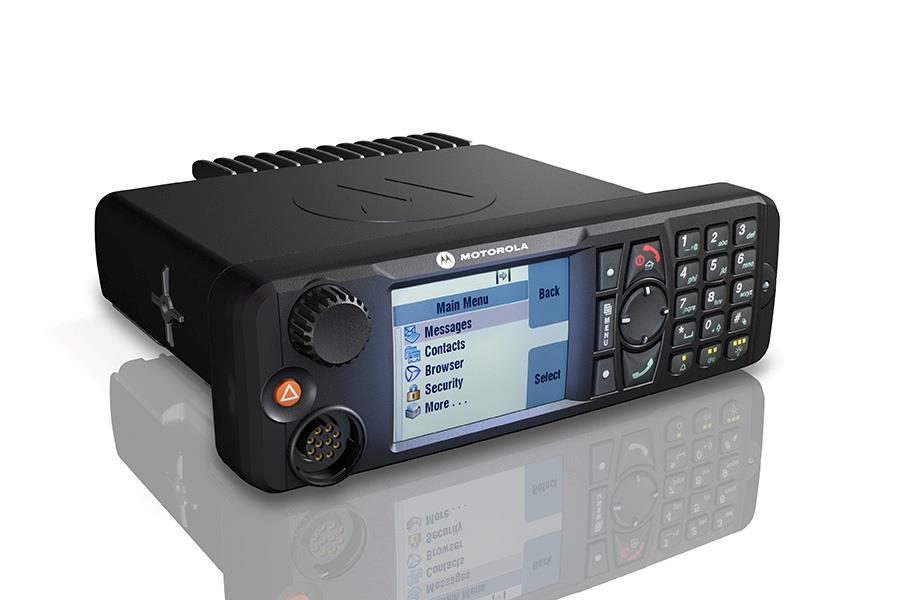 MOTOROLA
Main Menu
Messages
Contacts
Browser
Security
More . . .
Back
Select
MENU
1
2 abc
3 def
4 ghi
5 jkl
6 mno
7 pqrs
8 tuv
9 wxyz
*
0
#